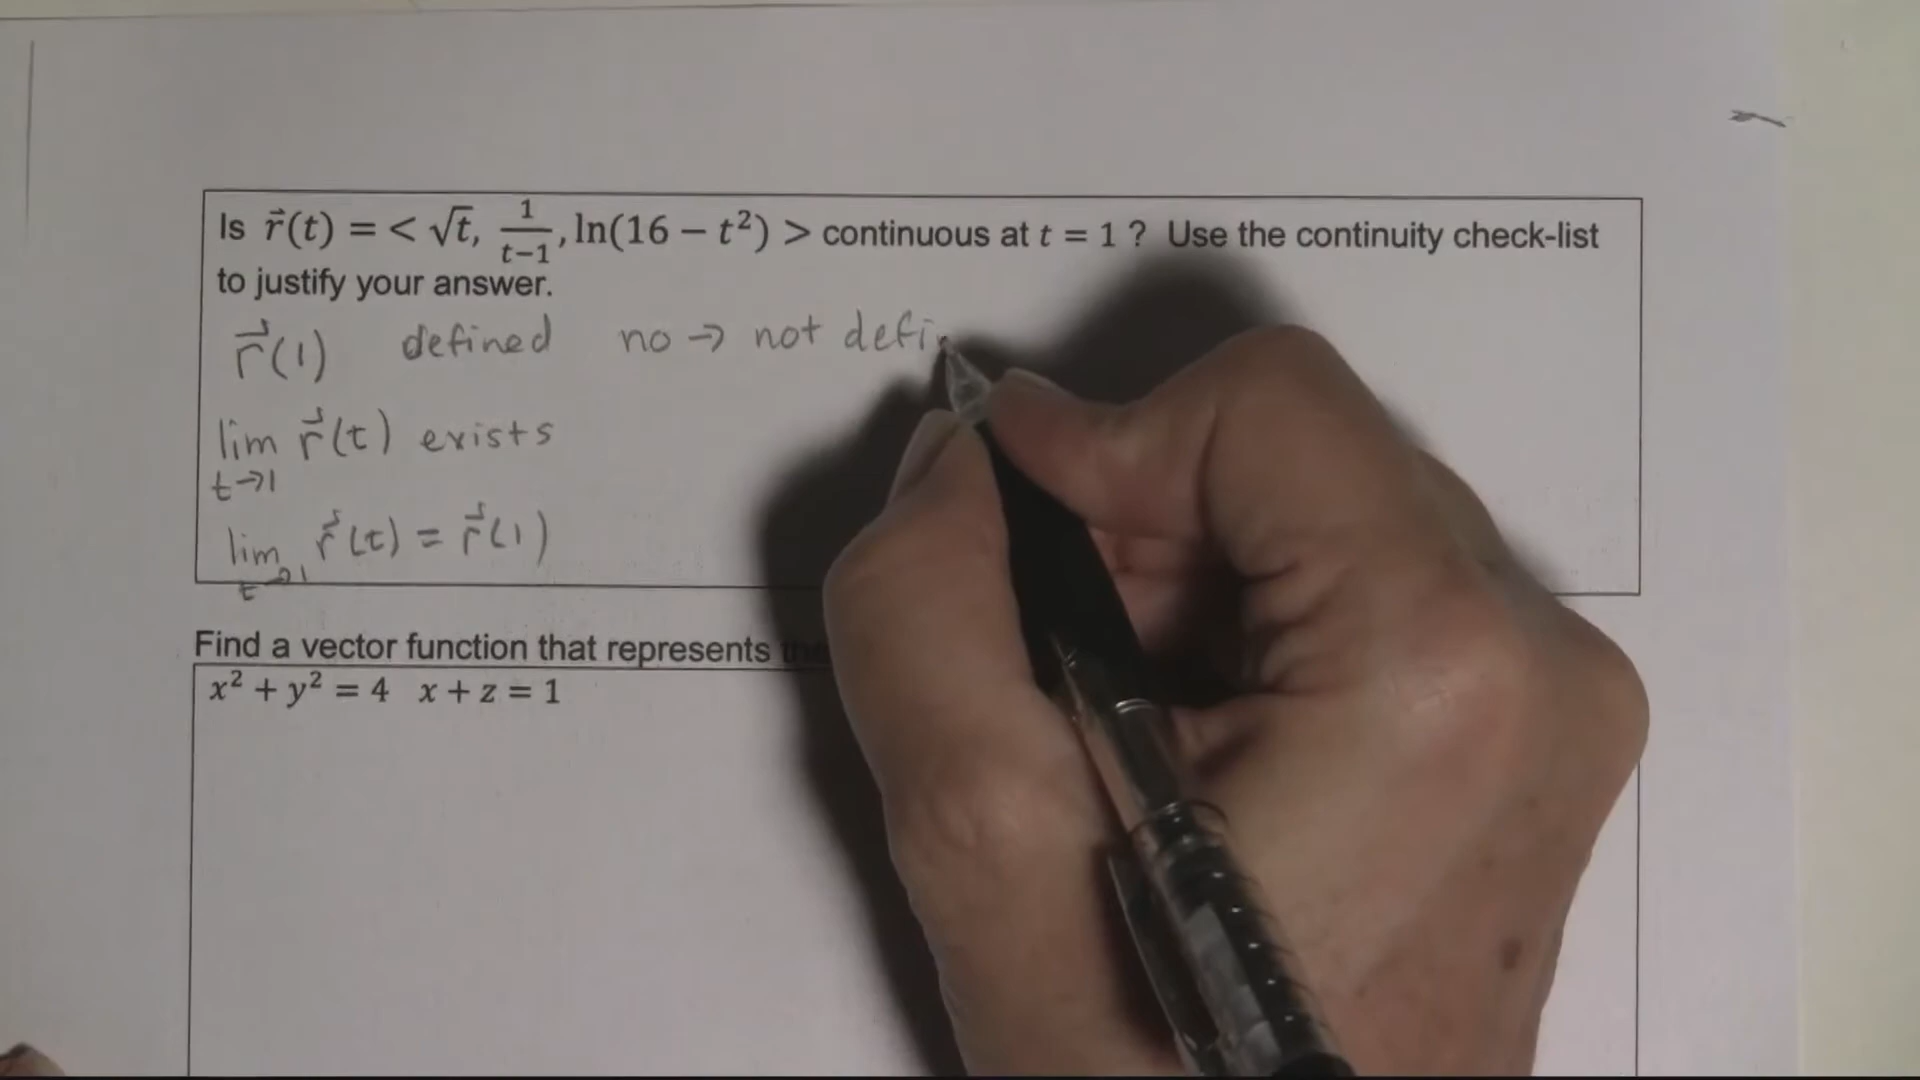 Is r⃗(t) = < √t, 1/(t−1), ln(16 − t²) > continuous at t = 1 ? Use the continuity check-list
to justify your answer.
r⃗(1) defined no → not defi
lim r⃗(t) exists
t→1
lim r⃗(t) = r⃗(1)
t→1
Find a vector function that represents
x² + y² = 4 x + z = 1